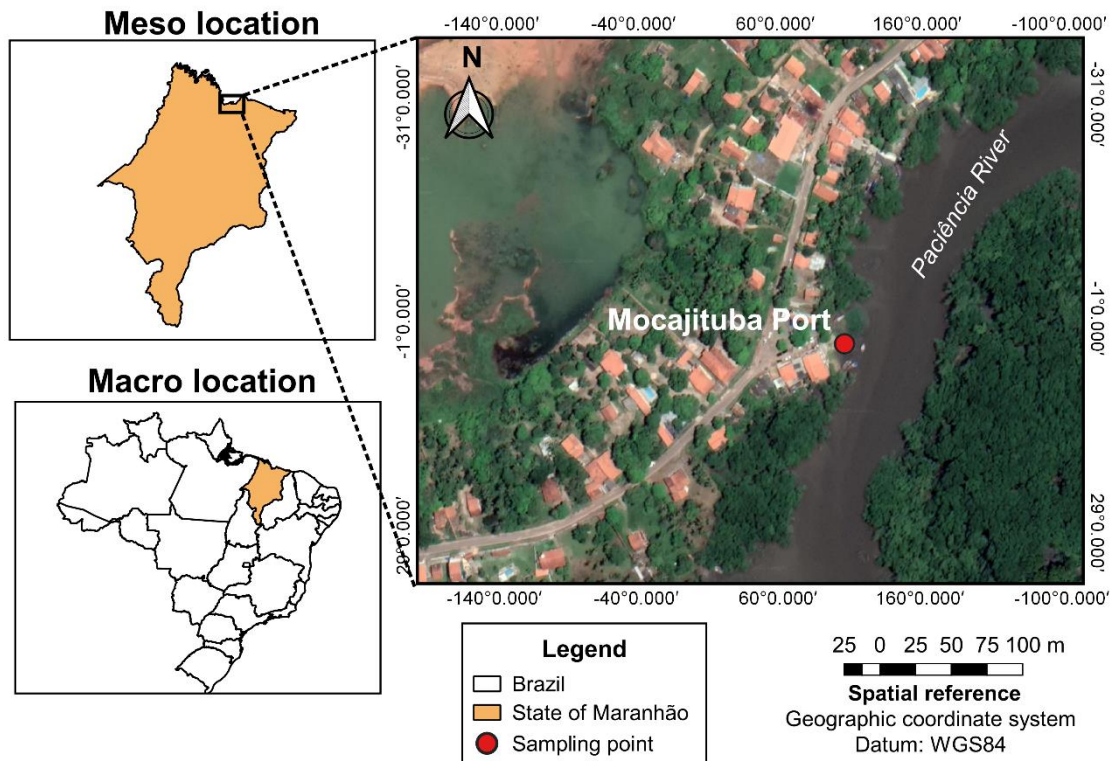 Meso location
Macro location
-140°0.000′ -40°0.000′ 60°0.000′ 160°0.000′ -100°0.000′
-31°0.000′
-1°0.000′
29°0.000′
N
Paciência River
Mocajituba Port
-31°0.000′
-1°0.000′
29°0.000′
-140°0.000′ -40°0.000′ 60°0.000′ 160°0.000′ -100°0.000′
Legend
Brazil
State of Maranhão
Sampling point
25 0 25 50 75 100 m
Spatial reference
Geographic coordinate system
Datum: WGS84